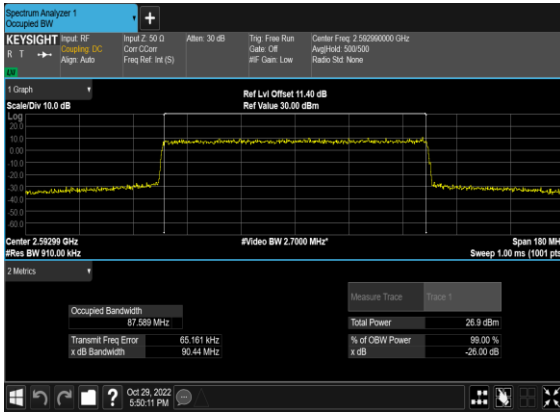 Spectrum Analyzer 1
Occupied BW
KEYSIGHT
R T
LXI
Input: RF
Coupling: DC
Align: Auto
Input Z: 50 Ω
Corr CCorr
Freq Ref: Int (S)
Atten: 30 dB
Trig: Free Run
Gate: Off
#IF Gain: Low
Center Freq: 2.592990000 GHz
Avg|Hold: 500/500
Radio Std: None
1 Graph
Scale/Div 10.0 dB
Ref Lvl Offset 11.40 dB
Ref Value 30.00 dBm
Log
20.0
10.0
0.00
-10.0
-20.0
-30.0
-40.0
-50.0
-60.0
Center 2.59299 GHz
#Res BW 910.00 kHz
#Video BW 2.7000 MHz*
Span 180 MH
Sweep 1.00 ms (1001 pts
2 Metrics
Measure Trace Trace 1
Occupied Bandwidth
87.589 MHz
Total Power 26.9 dBm
Transmit Freq Error 65.161 kHz
% of OBW Power 99.00 %
x dB Bandwidth 90.44 MHz
x dB -26.00 dB
?
Oct 29, 2022
5:50:11 PM